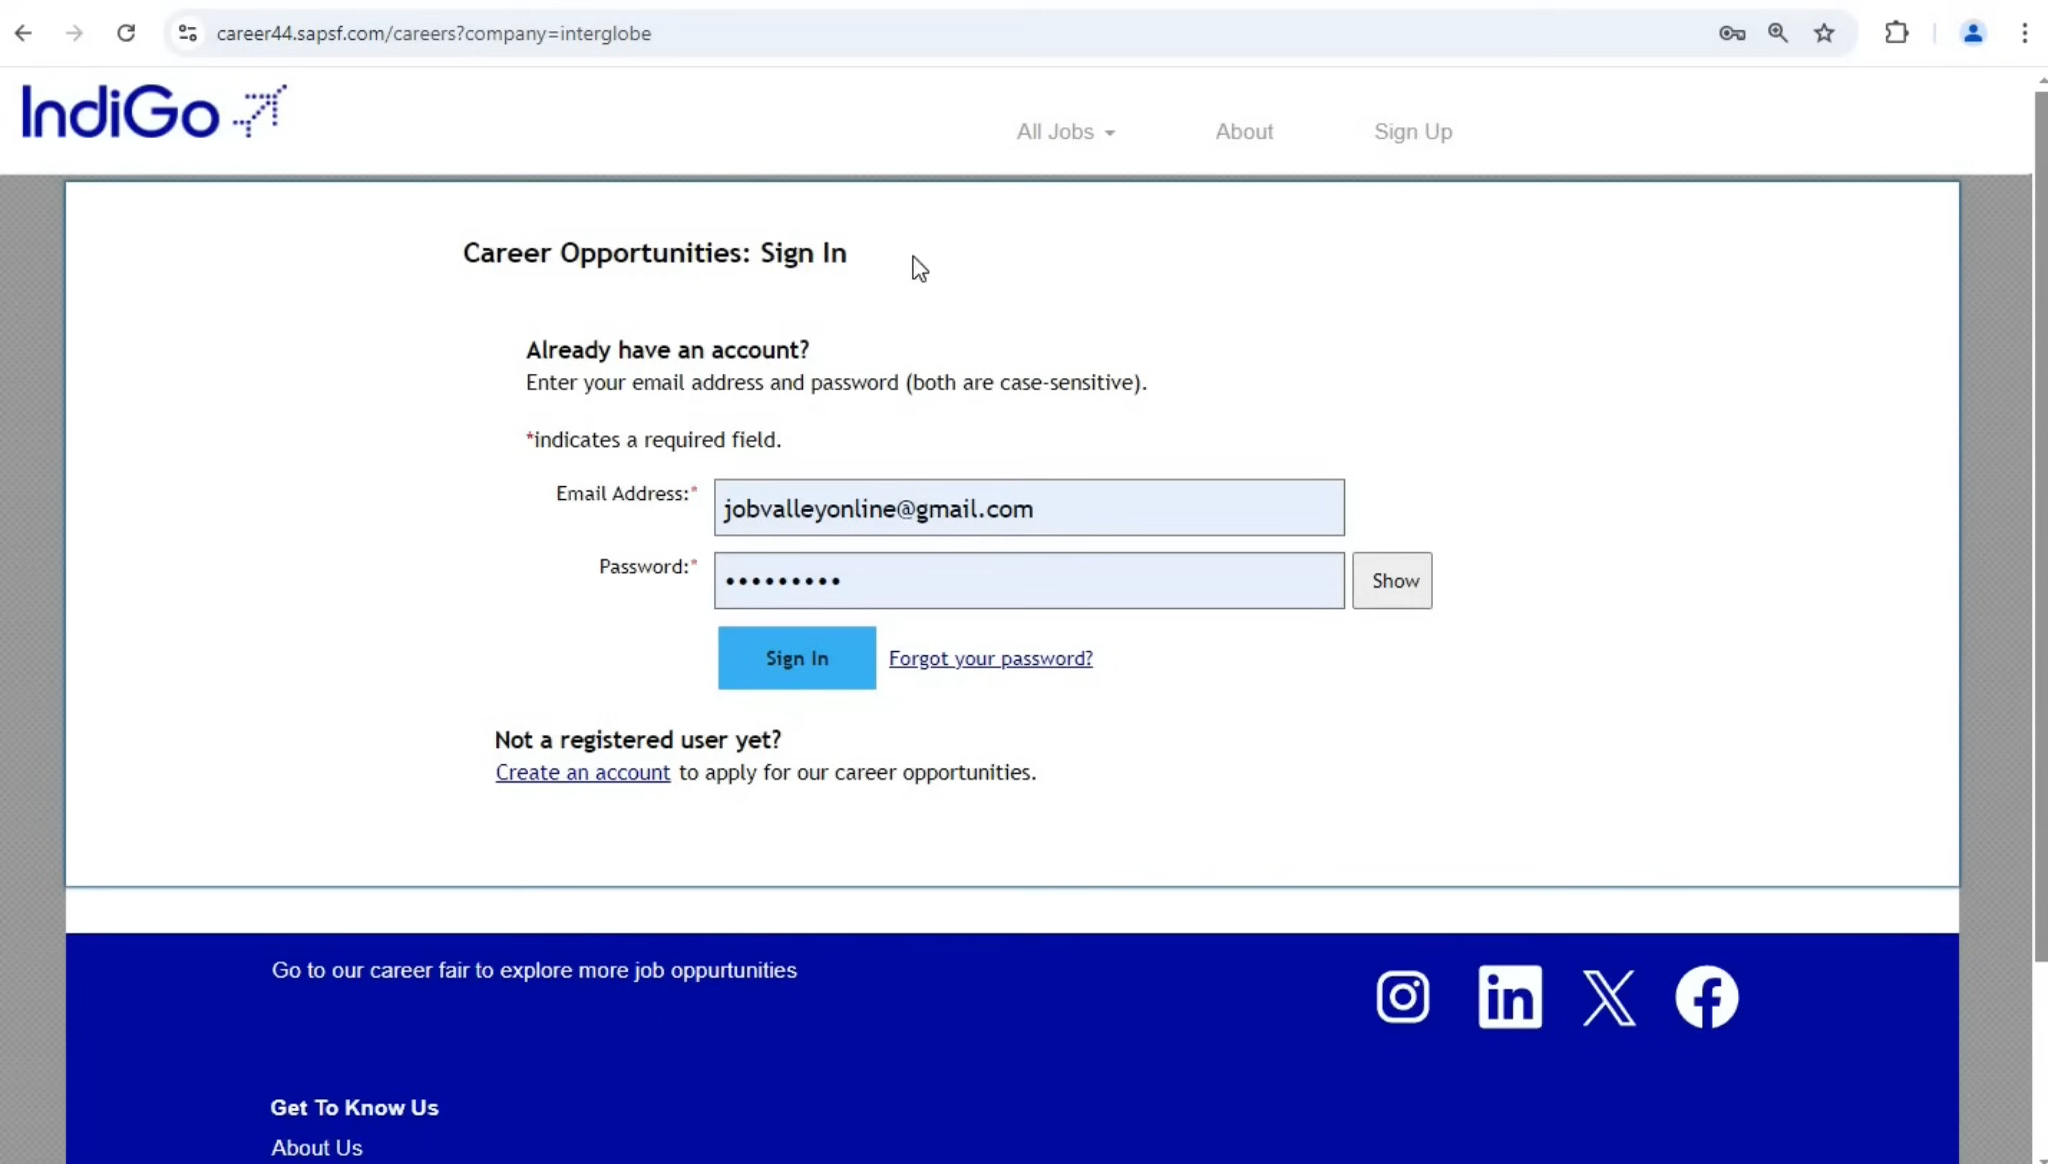 career44.sapsf.com/careers?company=interglobe
IndiGo
All Jobs
About
Sign Up
Career Opportunities: Sign In
Already have an account?
Enter your email address and password (both are case-sensitive).
*indicates a required field.
Email Address:*
jobvalleyonline@gmail.com
Password:*
Show
Sign In
Forgot your password?
Not a registered user yet?
Create an account to apply for our career opportunities.
Go to our career fair to explore more job oppurtunities
in
Get To Know Us
About Us